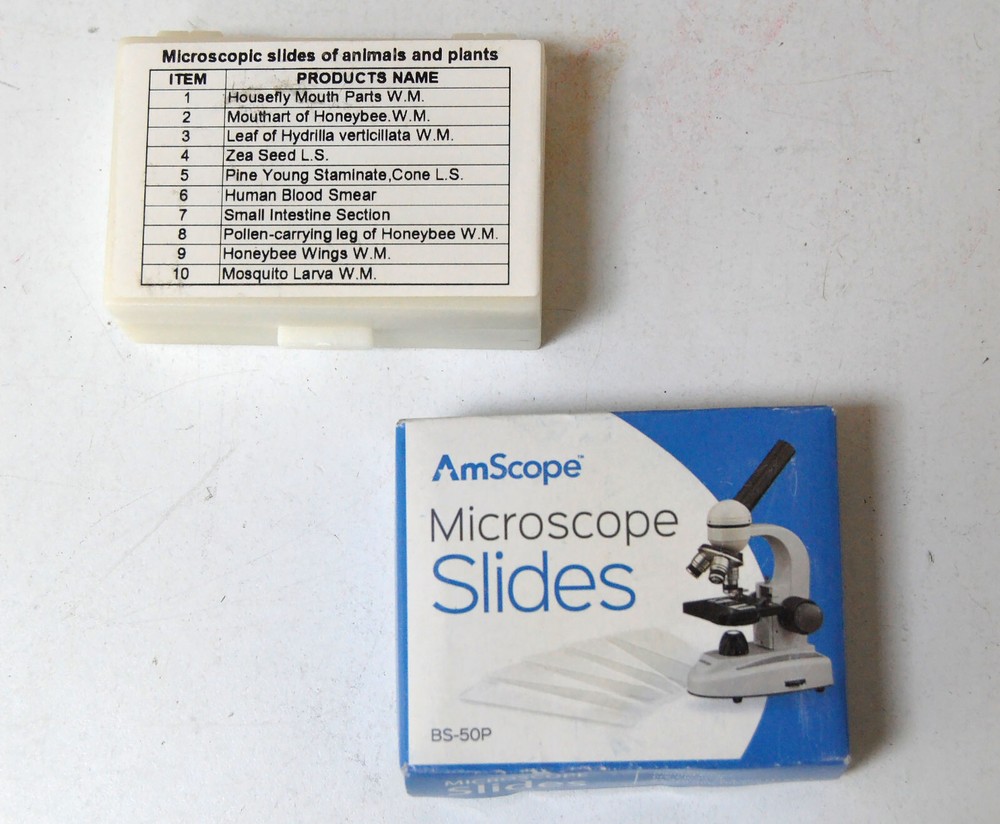 Microscopic slides of animals and plants
ITEM PRODUCTS NAME
1 Housefly Mouth Parts W.M.
2 Mouthart of Honeybee.W.M.
3 Leaf of Hydrilla verticillata W.M.
4 Zea Seed L.S.
5 Pine Young Staminate,Cone L.S.
6 Human Blood Smear
7 Small Intestine Section
8 Pollen-carrying leg of Honeybee W.M.
9 Honeybee Wings W.M.
10 Mosquito Larva W.M.
AmScope™
Microscope
Slides
BS-50P
MICROSCOPE
Slides